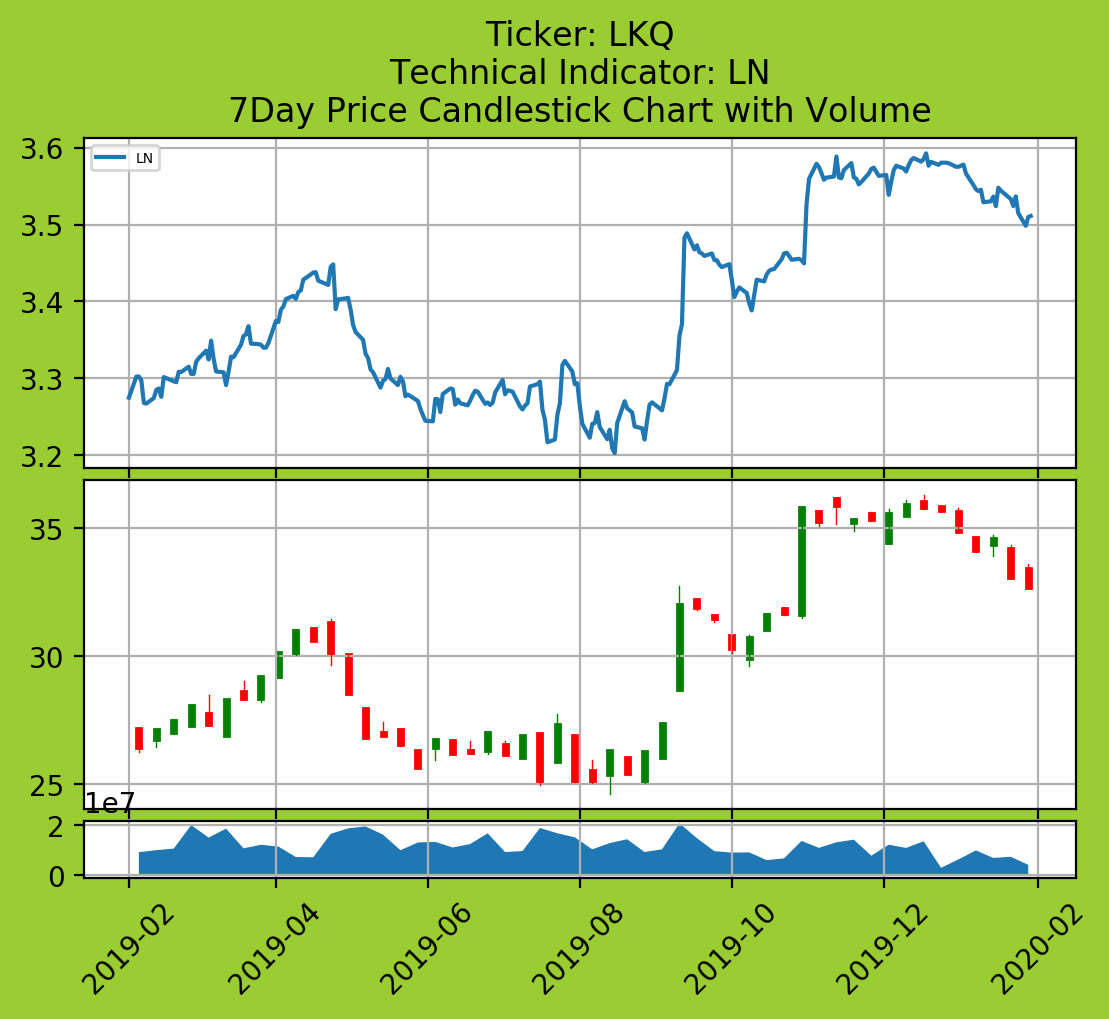 Ticker: LKQ
Technical Indicator: LN
7Day Price Candlestick Chart with Volume
LN
3.6
3.5
3.4
3.3
3.2
35
30
25
1e7
2
0
2019-02 2019-04 2019-06 2019-08 2019-10 2019-12 2020-02